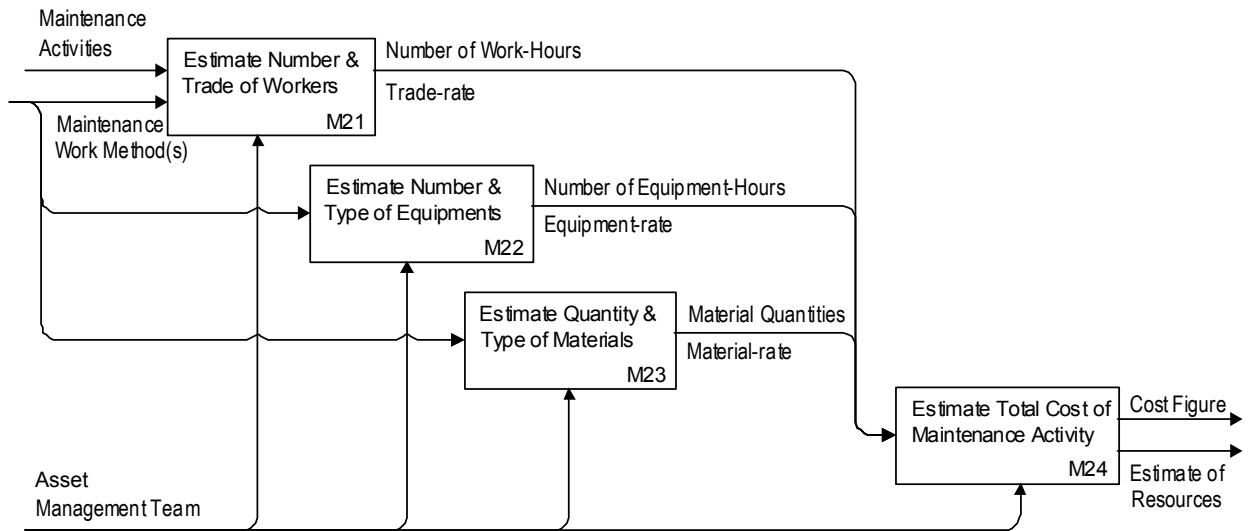 Maintenance
Activities
Estimate Number &
Trade of Workers
M21
Number of Work-Hours
Trade-rate
Maintenance
Work Method(s)
Estimate Number &
Type of Equipments
M22
Number of Equipment-Hours
Equipment-rate
Estimate Quantity &
Type of Materials
M23
Material Quantities
Material-rate
Estimate Total Cost of
Maintenance Activity
M24
Cost Figure
Estimate of
Resources
Asset
Management Team